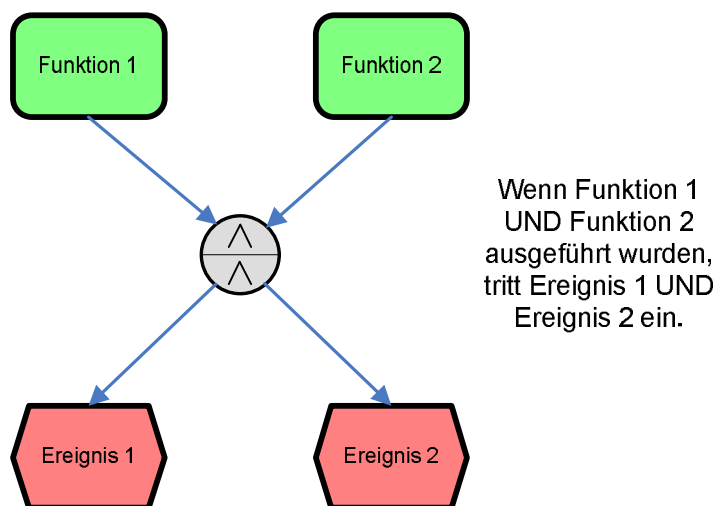 Funktion 1
Funktion 2
Wenn Funktion 1
UND Funktion 2
ausgeführt wurden,
tritt Ereignis 1 UND
Ereignis 2 ein.
Ereignis 1
Ereignis 2